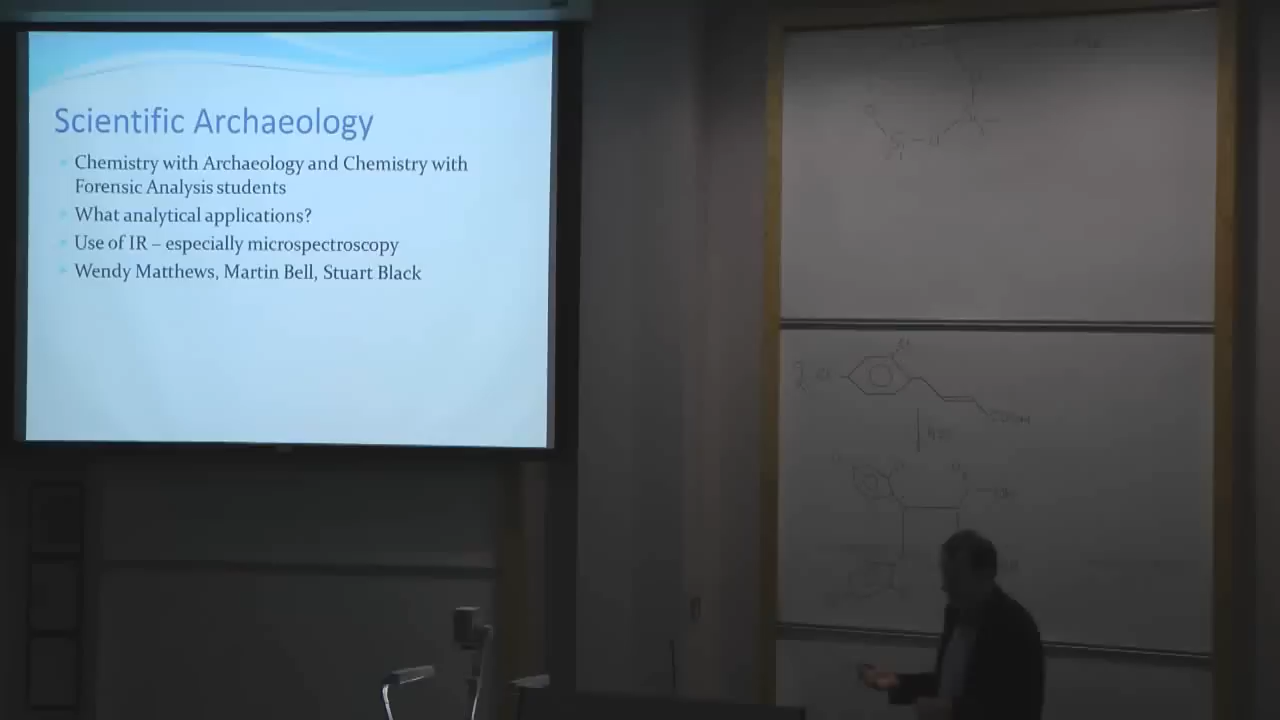 Scientific Archaeology
Chemistry with Archaeology and Chemistry with
Forensic Analysis students
What analytical applications?
Use of IR – especially microspectroscopy
Wendy Matthews, Martin Bell, Stuart Black